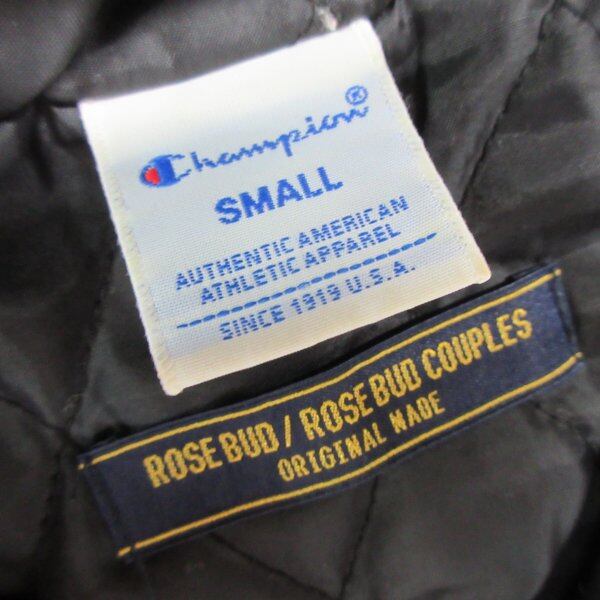 Champion®
SMALL
AUTHENTIC AMERICAN
ATHLETIC APPAREL
SINCE 1919 U.S.A.
ROSE BUD / ROSE BUD COUPLES
ORIGINAL MADE